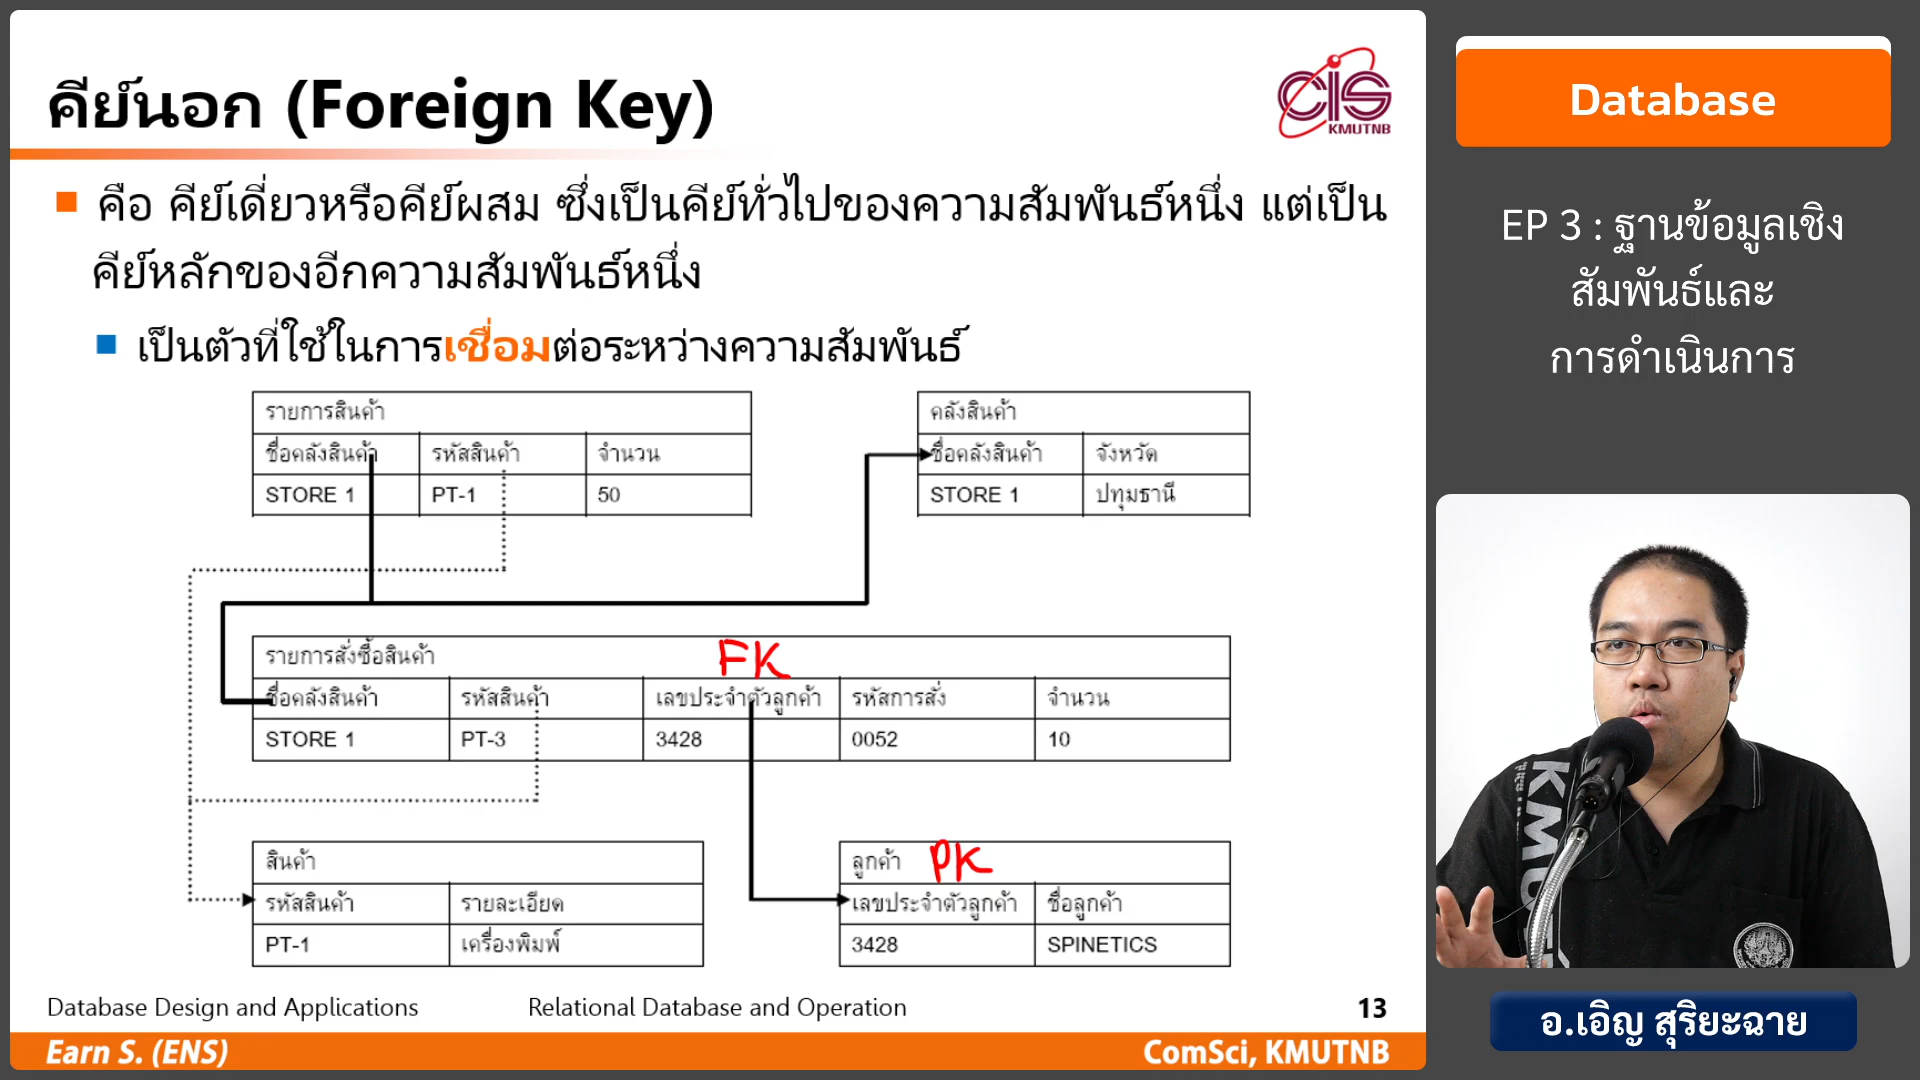 คีย์นอก (Foreign Key)
CIS
KMUTNB
คือ คีย์เดี่ยวหรือคีย์ผสม ซึ่งเป็นคีย์ทั่วไปของความสัมพันธ์หนึ่ง แต่เป็น
คีย์หลักของอีกความสัมพันธ์หนึ่ง
เป็นตัวที่ใช้ในการเชื่อมต่อระหว่างความสัมพันธ์
รายการสินค้า
ชื่อคลังสินค้า รหัสสินค้า จำนวน
STORE 1 PT-1 50
คลังสินค้า
ชื่อคลังสินค้า จังหวัด
STORE 1 ปทุมธานี
รายการสั่งซื้อสินค้า FK
ชื่อคลังสินค้า รหัสสินค้า เลขประจำตัวลูกค้า รหัสการสั่ง จำนวน
STORE 1 PT-3 3428 0052 10
สินค้า
รหัสสินค้า รายละเอียด
PT-1 เครื่องพิมพ์
ลูกค้า PK
เลขประจำตัวลูกค้า ชื่อลูกค้า
3428 SPINETICS
Database Design and Applications Relational Database and Operation 13
Earn S. (ENS) ComSci, KMUTNB
Database
EP 3 : ฐานข้อมูลเชิง
สัมพันธ์และ
การดำเนินการ
อ.เอิญ สุริยะฉาย